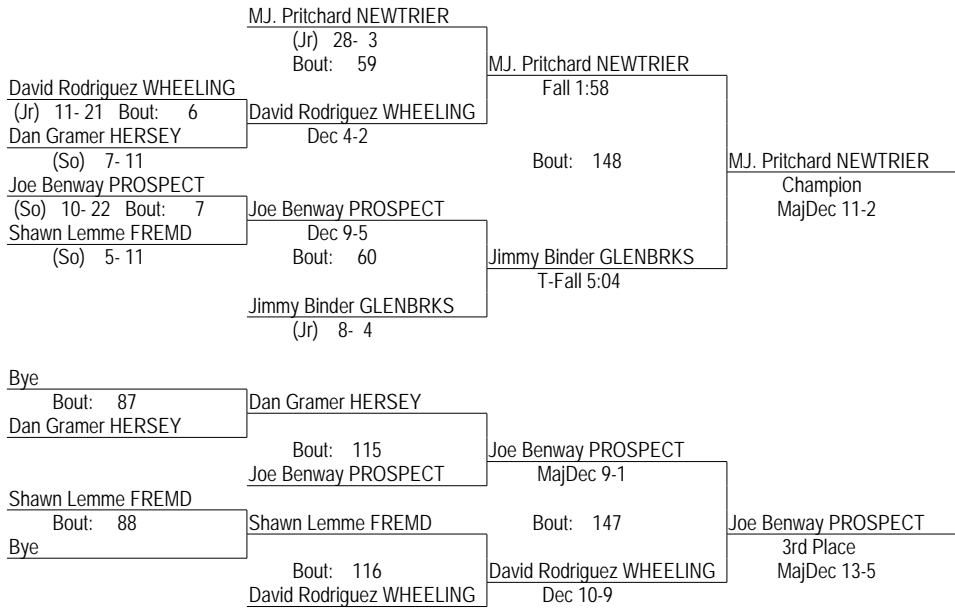 MJ. Pritchard NEWTRIER
(Jr) 28- 3
Bout: 59
MJ. Pritchard NEWTRIER
Fall 1:58
David Rodriguez WHEELING
(Jr) 11- 21 Bout: 6
David Rodriguez WHEELING
Dec 4-2
Dan Gramer HERSEY
(So) 7- 11
Bout: 148
MJ. Pritchard NEWTRIER
Champion
MajDec 11-2
Joe Benway PROSPECT
(So) 10- 22 Bout: 7
Joe Benway PROSPECT
Dec 9-5
Shawn Lemme FREMD
(So) 5- 11
Bout: 60
Jimmy Binder GLENBRKS
T-Fall 5:04
Jimmy Binder GLENBRKS
(Jr) 8- 4
Bye
Bout: 87
Dan Gramer HERSEY
Dan Gramer HERSEY
Bout: 115
Joe Benway PROSPECT
MajDec 9-1
Joe Benway PROSPECT
Shawn Lemme FREMD
Bout: 88
Shawn Lemme FREMD
Bout: 147
Joe Benway PROSPECT
3rd Place
MajDec 13-5
Bye
Bout: 116
David Rodriguez WHEELING
Dec 10-9
David Rodriguez WHEELING